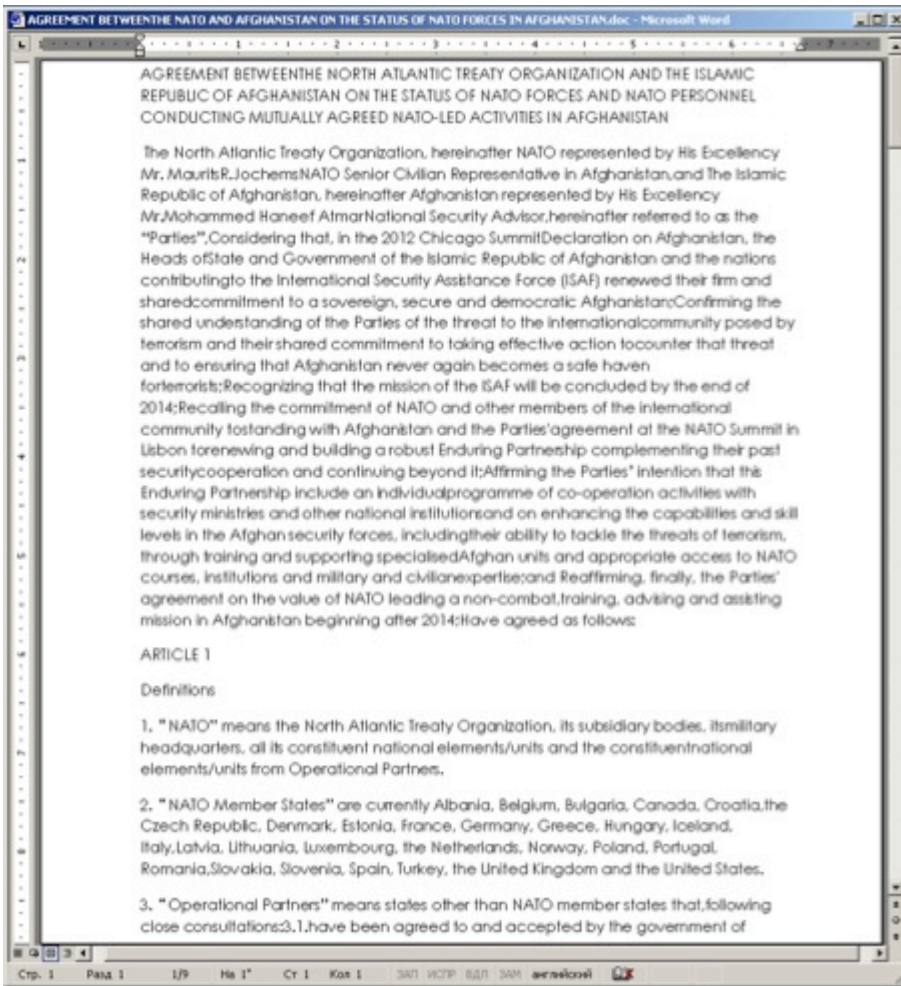 AGREEMENT BETWEENTHE NATO AND AFGHANISTAN ON THE STATUS OF NATO FORCES IN AFGHANISTAN.doc - Microsoft Word
AGREEMENT BETWEENTHE NORTH ATLANTIC TREATY ORGANIZATION AND THE ISLAMIC
REPUBLIC OF AFGHANISTAN ON THE STATUS OF NATO FORCES AND NATO PERSONNEL
CONDUCTING MUTUALLY AGREED NATO-LED ACTIVITIES IN AFGHANISTAN
The North Atlantic Treaty Organization, hereinafter NATO represented by His Excellency
Mr. MauritsR.JochemsNATO Senior Civilian Representative in Afghanistan,and The Islamic
Republic of Afghanistan, hereinafter Afghanistan represented by His Excellency
Mr.Mohammed Haneef AtmarNational Security Advisor,hereinafter referred to as the
"Parties",Considering that, in the 2012 Chicago SummitDeclaration on Afghanistan, the
Heads ofState and Government of the Islamic Republic of Afghanistan and the nations
contributingto the International Security Assistance Force (ISAF) renewed their firm and
sharedcommitment to a sovereign, secure and democratic Afghanistan;Confirming the
shared understanding of the Parties of the threat to the internationalcommunity posed by
terrorism and theirshared commitment to taking effective action tocounter that threat
and to ensuring that Afghanistan never again becomes a safe haven
forterrorists;Recognizing that the mission of the ISAF will be concluded by the end of
2014;Recalling the commitment of NATO and other members of the international
community tostanding with Afghanistan and the Parties'agreement at the NATO Summit in
Lisbon torenewing and building a robust Enduring Partnership complementing their past
securitycooperation and continuing beyond it;Affirming the Parties' intention that this
Enduring Partnership include an individualprogramme of co-operation activities with
security ministries and other national institutionsand on enhancing the capabilities and skill
levels in the Afghan security forces, includingtheir ability to tackle the threats of terrorism,
through training and supporting specialisedAfghan units and appropriate access to NATO
courses, institutions and military and civilianexpertise;and Reaffirming, finally, the Parties'
agreement on the value of NATO leading a non-combat,training, advising and assisting
mission in Afghanistan beginning after 2014;Have agreed as follows:
ARTICLE 1
Definitions
1. "NATO" means the North Atlantic Treaty Organization, its subsidiary bodies, itsmilitary
headquarters, all its constituent national elements/units and the constituentnational
elements/units from Operational Partners.
2. "NATO Member States" are currently Albania, Belgium, Bulgaria, Canada, Croatia,the
Czech Republic, Denmark, Estonia, France, Germany, Greece, Hungary, Iceland,
Italy,Latvia, Lithuania, Luxembourg, the Netherlands, Norway, Poland, Portugal,
Romania,Slovakia, Slovenia, Spain, Turkey, the United Kingdom and the United States.
3. "Operational Partners" means states other than NATO member states that,following
close consultations:3.1.have been agreed to and accepted by the government of
Стр. 1 Разд 1 1/9 На 1" Ст 1 Кол 1 ЗАП ИСПР ВДЛ ЗАМ английский